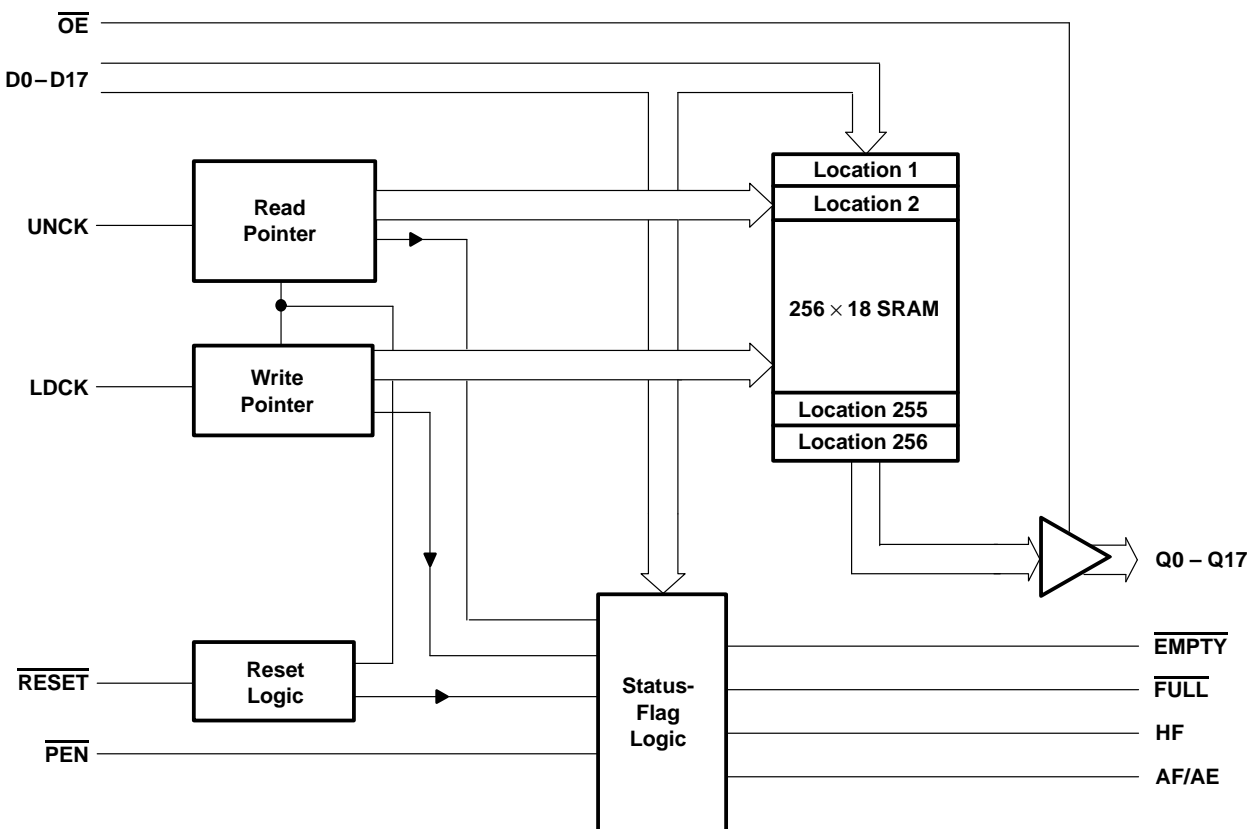 OE
D0–D17
Location 1
Location 2
Read
Pointer
UNCK
256 × 18 SRAM
Write
Pointer
LDCK
Location 255
Location 256
Q0 – Q17
EMPTY
Reset
Logic
RESET
Status-
Flag
Logic
FULL
HF
PEN
AF/AE